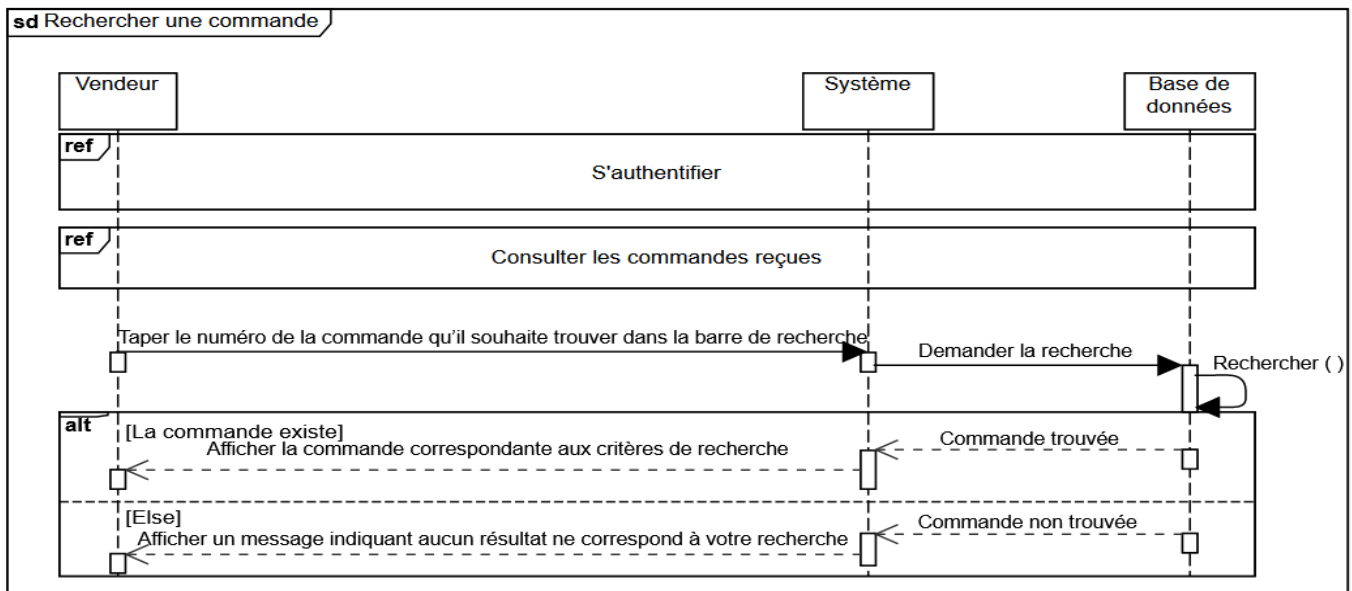 sd Rechercher une commande
Vendeur
Système
Base de
données
ref
S'authentifier
ref
Consulter les commandes reçues
Taper le numéro de la commande qu'il souhaite trouver dans la barre de recherche
Demander la recherche
Rechercher ( )
alt
[La commande existe]
Commande trouvée
Afficher la commande correspondante aux critères de recherche
[Else]
Commande non trouvée
Afficher un message indiquant aucun résultat ne correspond à votre recherche